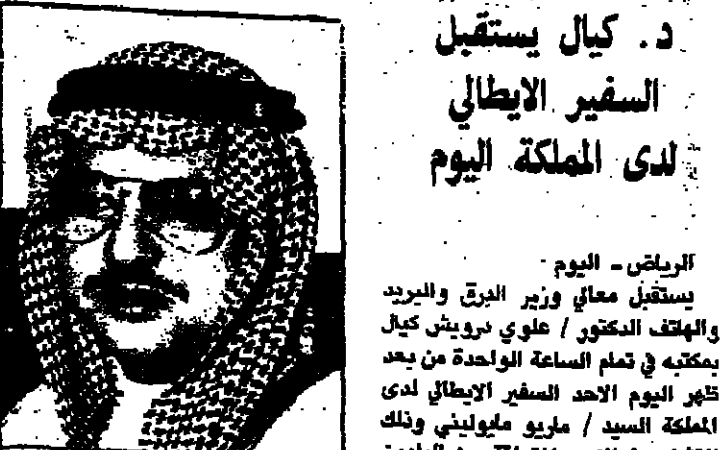 د. كيال يستقبل
السفير الايطالي
لدى المملكة اليوم
الرياض - اليوم
يستقبل معالي وزير البرق والبريد
والهاتف الدكتور / علوي درويش كيال
بمكتبه في تمام الساعة الواحدة من بعد
ظهر اليوم الاحد السفير الايطالي لدى
المملكة السيد / ماريو مايوليني وذلك